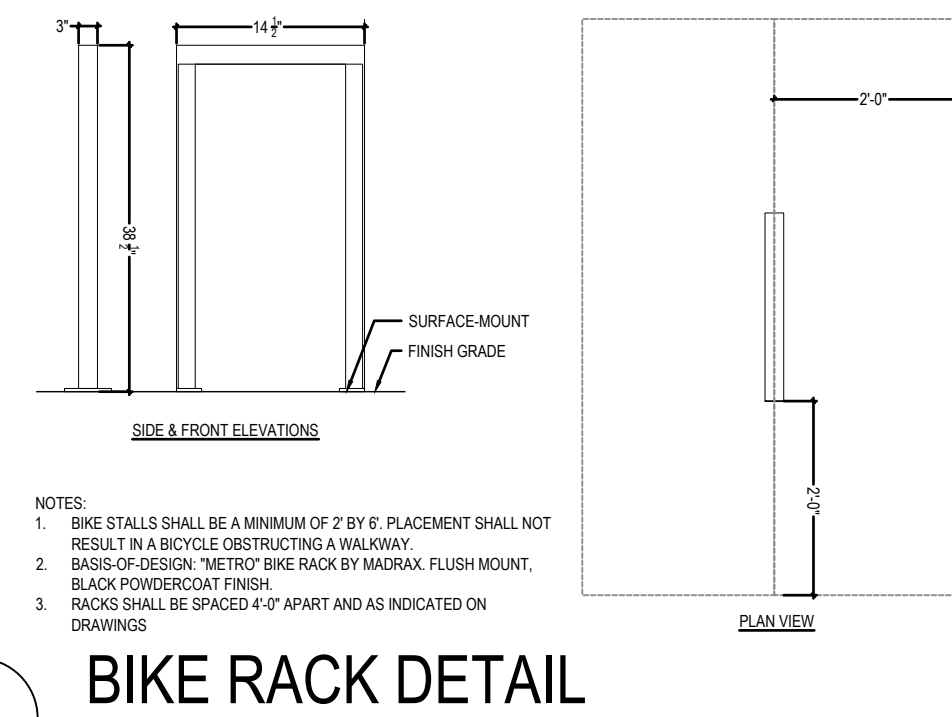 3"
14 1/2"
38 1/2"
SURFACE-MOUNT
FINISH GRADE
SIDE & FRONT ELEVATIONS
2'-0"
2'-0"
PLAN VIEW
NOTES:
1. BIKE STALLS SHALL BE A MINIMUM OF 2' BY 6'. PLACEMENT SHALL NOT
RESULT IN A BICYCLE OBSTRUCTING A WALKWAY.
2. BASIS-OF-DESIGN: "METRO" BIKE RACK BY MADRAX. FLUSH MOUNT,
BLACK POWDERCOAT FINISH.
3. RACKS SHALL BE SPACED 4'-0" APART AND AS INDICATED ON
DRAWINGS
BIKE RACK DETAIL